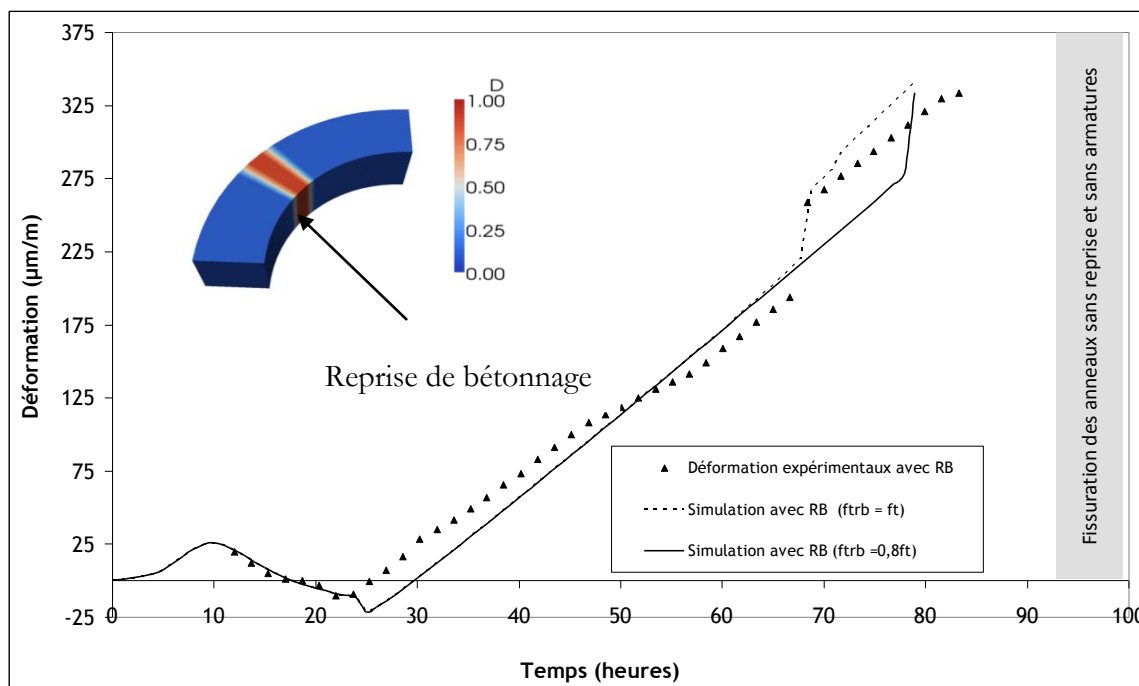 375
325
275
225
175
125
75
25
-25
Déformation (µm/m)
D
1.00
0.75
0.50
0.25
0.00
Reprise de bétonnage
Déformation expérimentaux avec RB
Simulation avec RB (ftrb = ft)
Simulation avec RB (ftrb =0,8ft)
Fissuration des anneaux sans reprise et sans armatures
0 10 20 30 40 50 60 70 80 90 100
Temps (heures)